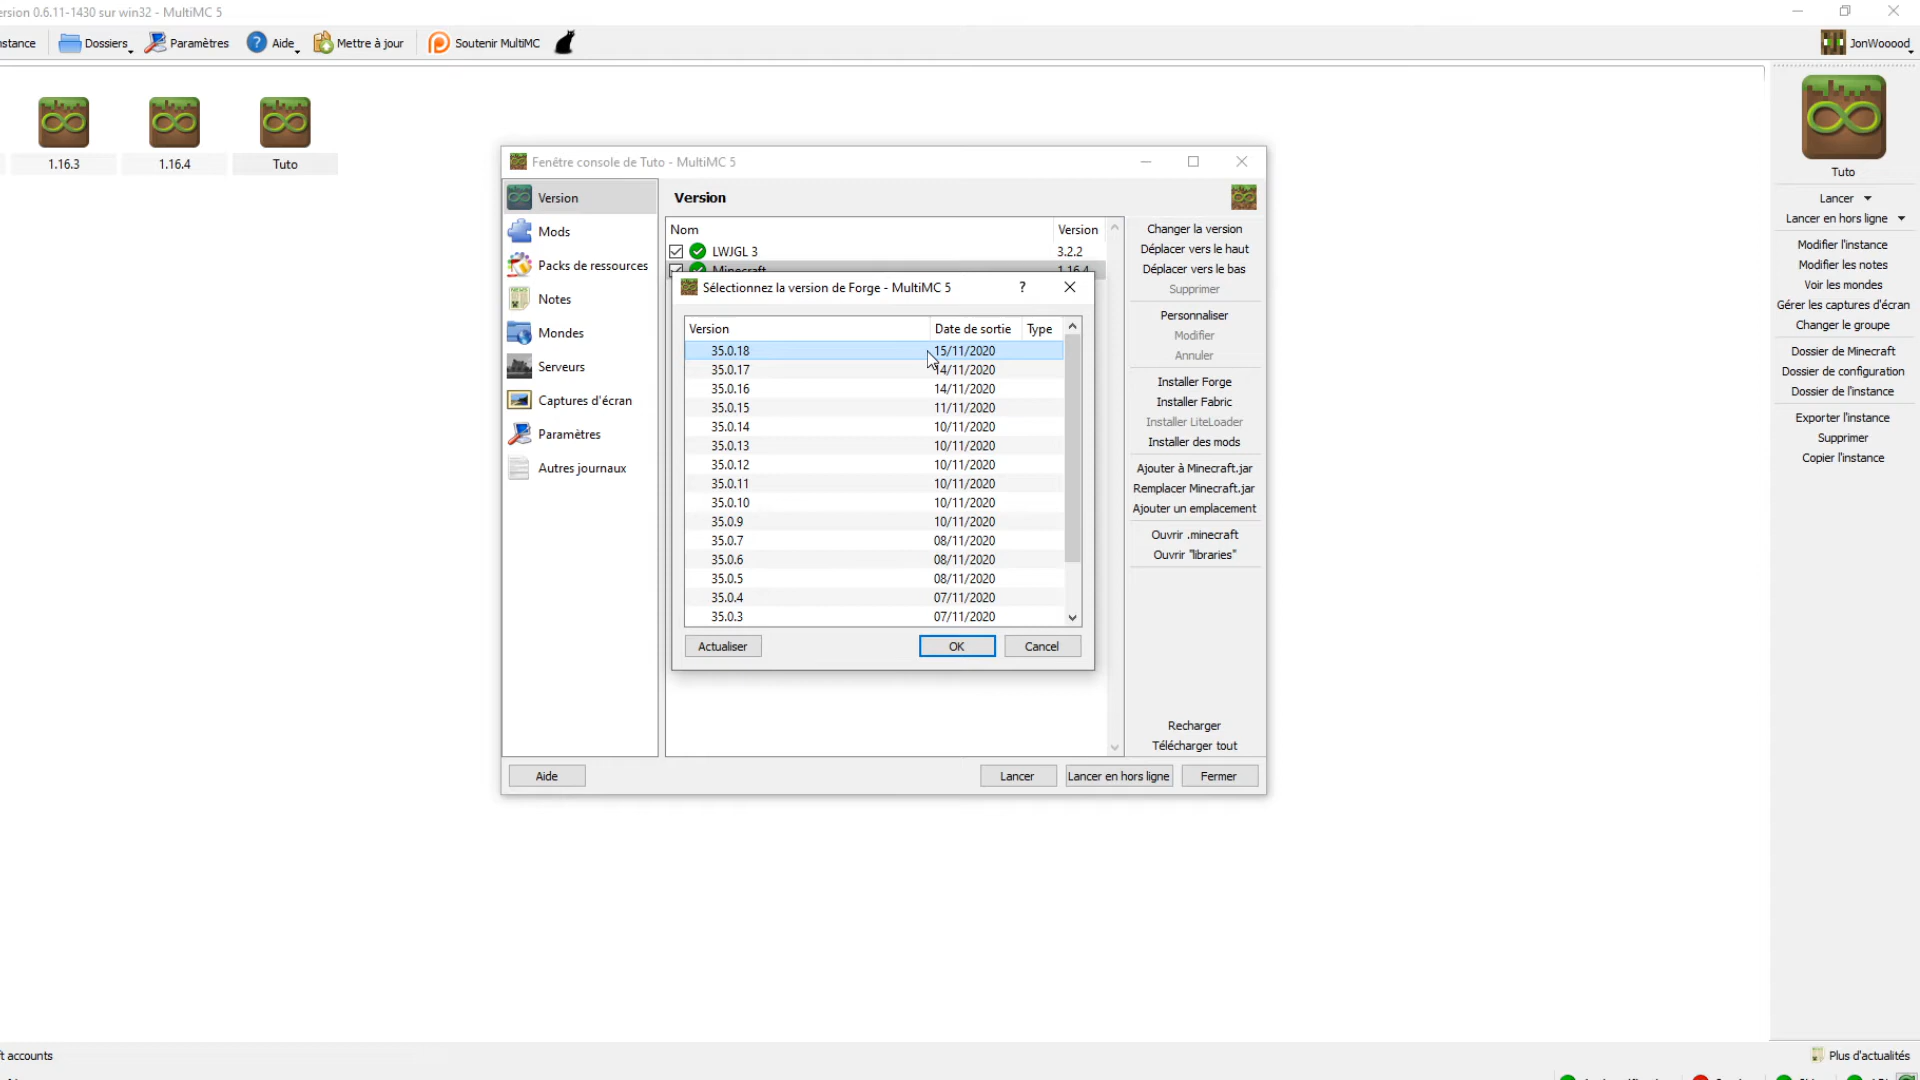 ersion 0.6.11-1430 sur win32 - MultiMC 5
nstance
Dossiers
Paramètres
Aide
Mettre à jour
Soutenir MultiMC
JonWooood
1.16.3
1.16.4
Tuto
Fenêtre console de Tuto - MultiMC 5
Version
Mods
Packs de ressources
Notes
Mondes
Serveurs
Captures d'écran
Paramètres
Autres journaux
Version
Nom Version
LWJGL 3 3.2.2
Minecraft 1.16.4
Sélectionnez la version de Forge - MultiMC 5 ?
Version Date de sortie Type
35.0.18 15/11/2020
35.0.17 14/11/2020
35.0.16 14/11/2020
35.0.15 11/11/2020
35.0.14 10/11/2020
35.0.13 10/11/2020
35.0.12 10/11/2020
35.0.11 10/11/2020
35.0.10 10/11/2020
35.0.9 10/11/2020
35.0.7 08/11/2020
35.0.6 08/11/2020
35.0.5 08/11/2020
35.0.4 07/11/2020
35.0.3 07/11/2020
Actualiser OK Cancel
Changer la version
Déplacer vers le haut
Déplacer vers le bas
Supprimer
Personnaliser
Modifier
Annuler
Installer Forge
Installer Fabric
Installer LiteLoader
Installer des mods
Ajouter à Minecraft.jar
Remplacer Minecraft.jar
Ajouter un emplacement
Ouvrir .minecraft
Ouvrir "libraries"
Recharger
Télécharger tout
Aide Lancer Lancer en hors ligne Fermer
Tuto
Lancer
Lancer en hors ligne
Modifier l'instance
Modifier les notes
Voir les mondes
Gérer les captures d'écran
Changer le groupe
Dossier de Minecraft
Dossier de configuration
Dossier de l'instance
Exporter l'instance
Supprimer
Copier l'instance
t accounts
Plus d'actualités